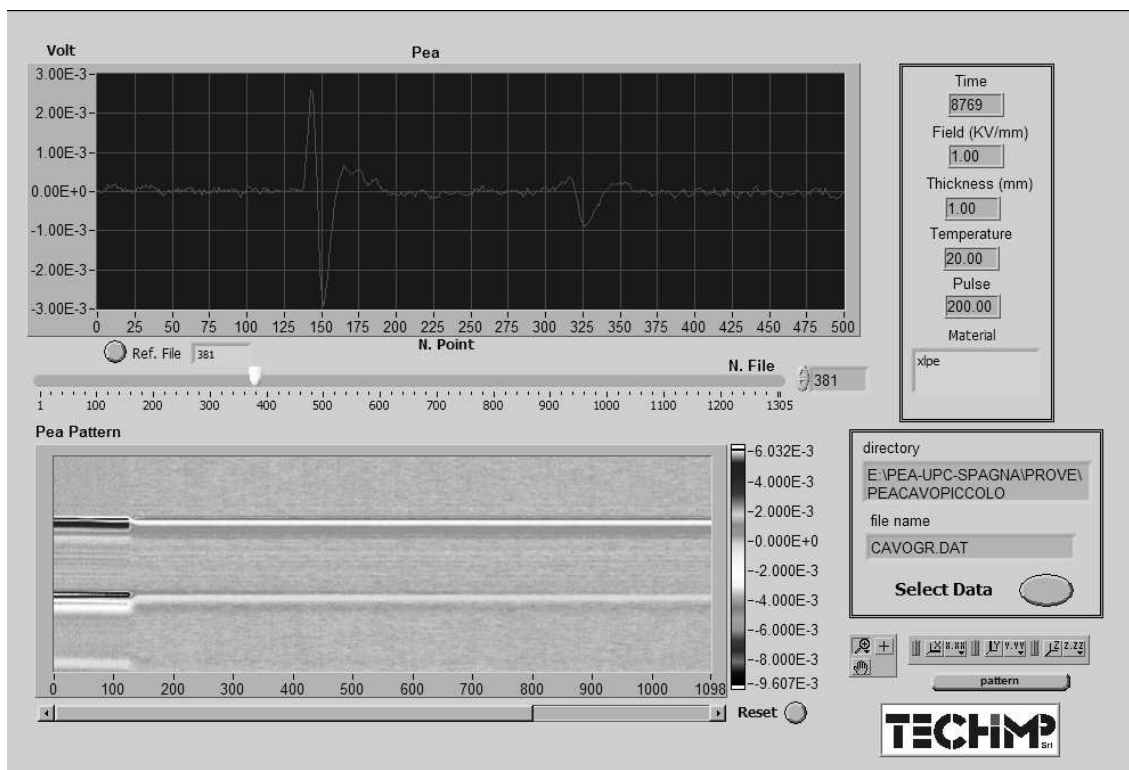 Volt
Pea
3.00E-3
2.00E-3
1.00E-3
0.00E+0
-1.00E-3
-2.00E-3
-3.00E-3
0 25 50 75 100 125 150 175 200 225 250 275 300 325 350 375 400 425 450 475 500
N. Point
Ref. File 381
N. File
381
1 100 200 300 400 500 600 700 800 900 1000 1100 1200 1305
Time
8769
Field (KV/mm)
1.00
Thickness (mm)
1.00
Temperature
20.00
Pulse
200.00
Material
xlpe
Pea Pattern
6.032E-3
4.000E-3
2.000E-3
0.000E+0
-2.000E-3
-4.000E-3
-6.000E-3
-8.000E-3
-9.607E-3
0 100 200 300 400 500 600 700 800 900 1000 1098
Reset
directory
E:\PEA-UPC-SPAGNA\PROVE\
PEACAVOPICCOLO
file name
CAVOGR.DAT
Select Data
X X.XX Y Y.YY Z Z.ZZ
pattern
TECHIMP
Srl